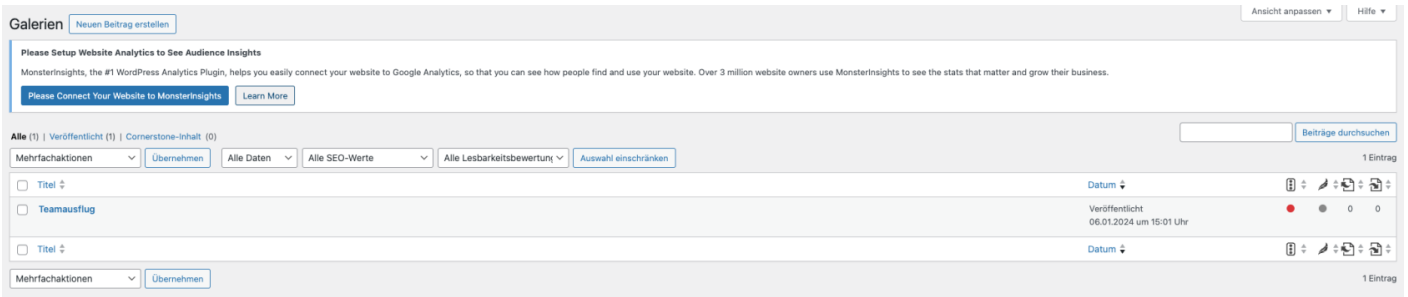 Ansicht anpassen Hilfe
Galerien Neuen Beitrag erstellen
Please Setup Website Analytics to See Audience Insights
MonsterInsights, the #1 WordPress Analytics Plugin, helps you easily connect your website to Google Analytics, so that you can see how people find and use your website. Over 3 million website owners use MonsterInsights to see the stats that matter and grow their business.
Please Connect Your Website to MonsterInsights Learn More
Alle (1) | Veröffentlicht (1) | Cornerstone-Inhalt (0)
Beiträge durchsuchen
Mehrfachaktionen Übernehmen Alle Daten Alle SEO-Werte Alle Lesbarkeitsbewertung Auswahl einschränken 1 Eintrag
Titel Datum
Teamausflug Veröffentlicht 0 0
06.01.2024 um 15:01 Uhr
Titel Datum
Mehrfachaktionen Übernehmen 1 Eintrag